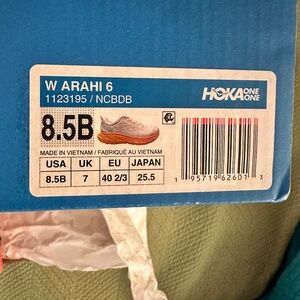 W ARAHI 6
1123195 / NCBDB
HOKA ONE ONE
8.5B
MADE IN VIETNAM / FABRIQUÉ AU VIETNAM
USA UK EU JAPAN
8.5B 7 40 2/3 25.5
1 95719 62601 3